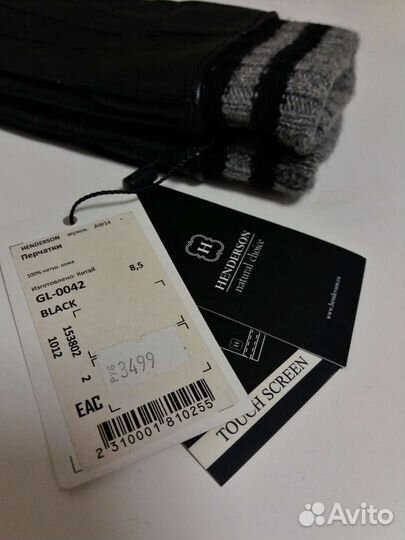 HENDERSON мужск. AW14
Перчатки
100% натур. кожа
Изготовлено: Китай 8,5
GL-0042
BLACK
153802
1012 2
РУБ 3499
EAC
2 310001 810255
H
HENDERSON
natural choice
www.henderson.ru
H
TOUCH SCREEN
Avito